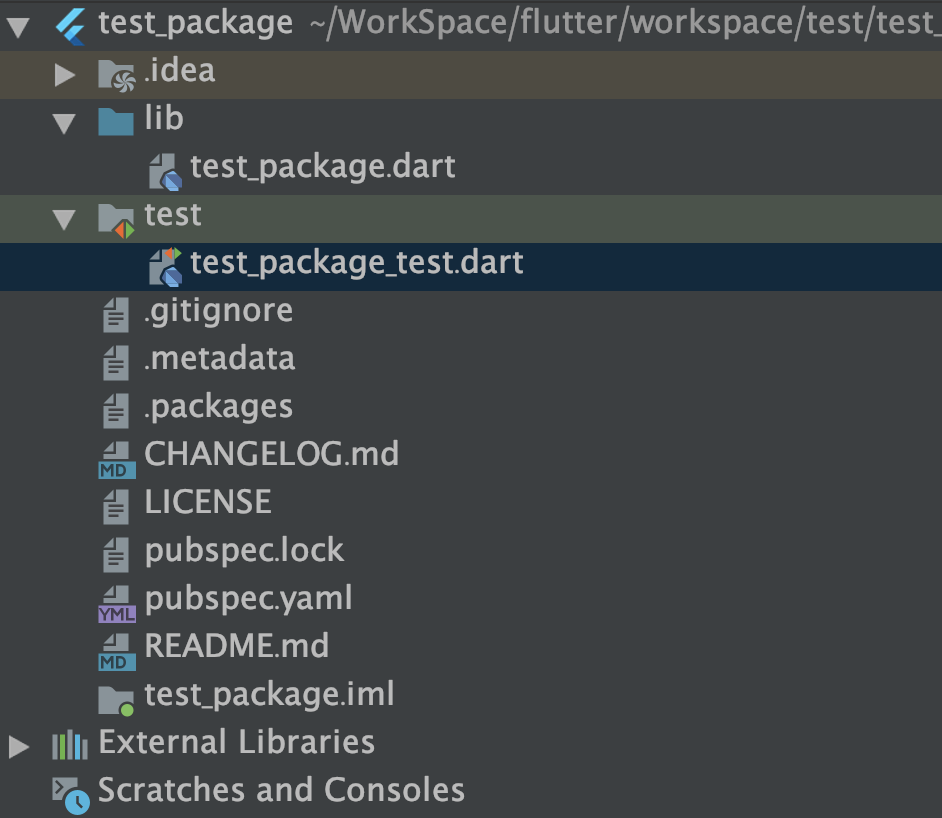 test_package ~/WorkSpace/flutter/workspace/test/test_
.idea
lib
test_package.dart
test
test_package_test.dart
.gitignore
.metadata
.packages
MD CHANGELOG.md
LICENSE
pubspec.lock
YML pubspec.yaml
MD README.md
test_package.iml
External Libraries
Scratches and Consoles